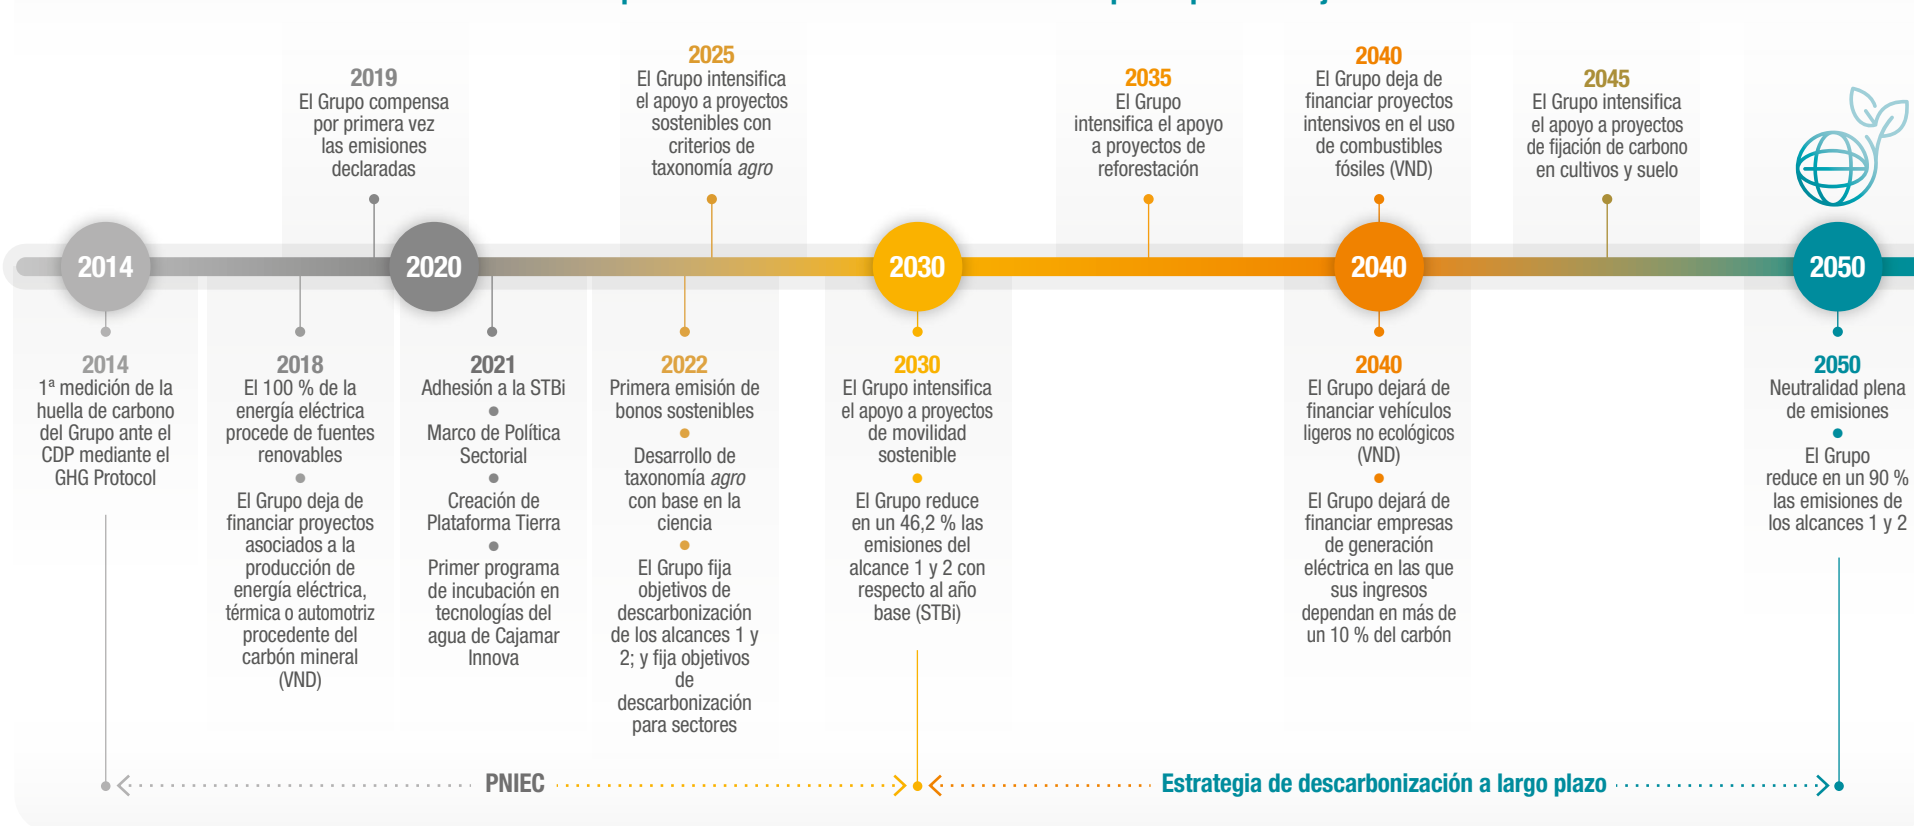 2019
El Grupo compensa
por primera vez
las emisiones
declaradas
2025
El Grupo intensifica
el apoyo a proyectos
sostenibles con
criterios de
taxonomía agro
2035
El Grupo
intensifica el apoyo
a proyectos de
reforestación
2040
El Grupo deja de
financiar proyectos
intensivos en el uso
de combustibles
fósiles (VND)
2045
El Grupo intensifica
el apoyo a proyectos
de fijación de carbono
en cultivos y suelo
2014
2020
2030
2040
2050
2014
1ª medición de la
huella de carbono
del Grupo ante el
CDP mediante el
GHG Protocol
2018
El 100 % de la
energía eléctrica
procede de fuentes
renovables
El Grupo deja de
financiar proyectos
asociados a la
producción de
energía eléctrica,
térmica o automotriz
procedente del
carbón mineral
(VND)
2021
Adhesión a la STBi
Marco de Política
Sectorial
Creación de
Plataforma Tierra
Primer programa
de incubación en
tecnologías del
agua de Cajamar
Innova
2022
Primera emisión de
bonos sostenibles
Desarrollo de
taxonomía agro
con base en la
ciencia
El Grupo fija
objetivos de
descarbonización
de los alcances 1 y
2; y fija objetivos
de
descarbonización
para sectores
2030
El Grupo intensifica
el apoyo a proyectos
de movilidad
sostenible
El Grupo reduce
en un 46,2 % las
emisiones del
alcance 1 y 2 con
respecto al año
base (STBi)
2040
El Grupo dejará de
financiar vehículos
ligeros no ecológicos
(VND)
El Grupo dejará de
financiar empresas
de generación
eléctrica en las que
sus ingresos
dependan en más de
un 10 % del carbón
2050
Neutralidad plena
de emisiones
El Grupo
reduce en un 90 %
las emisiones de
los alcances 1 y 2
PNIEC
Estrategia de descarbonización a largo plazo